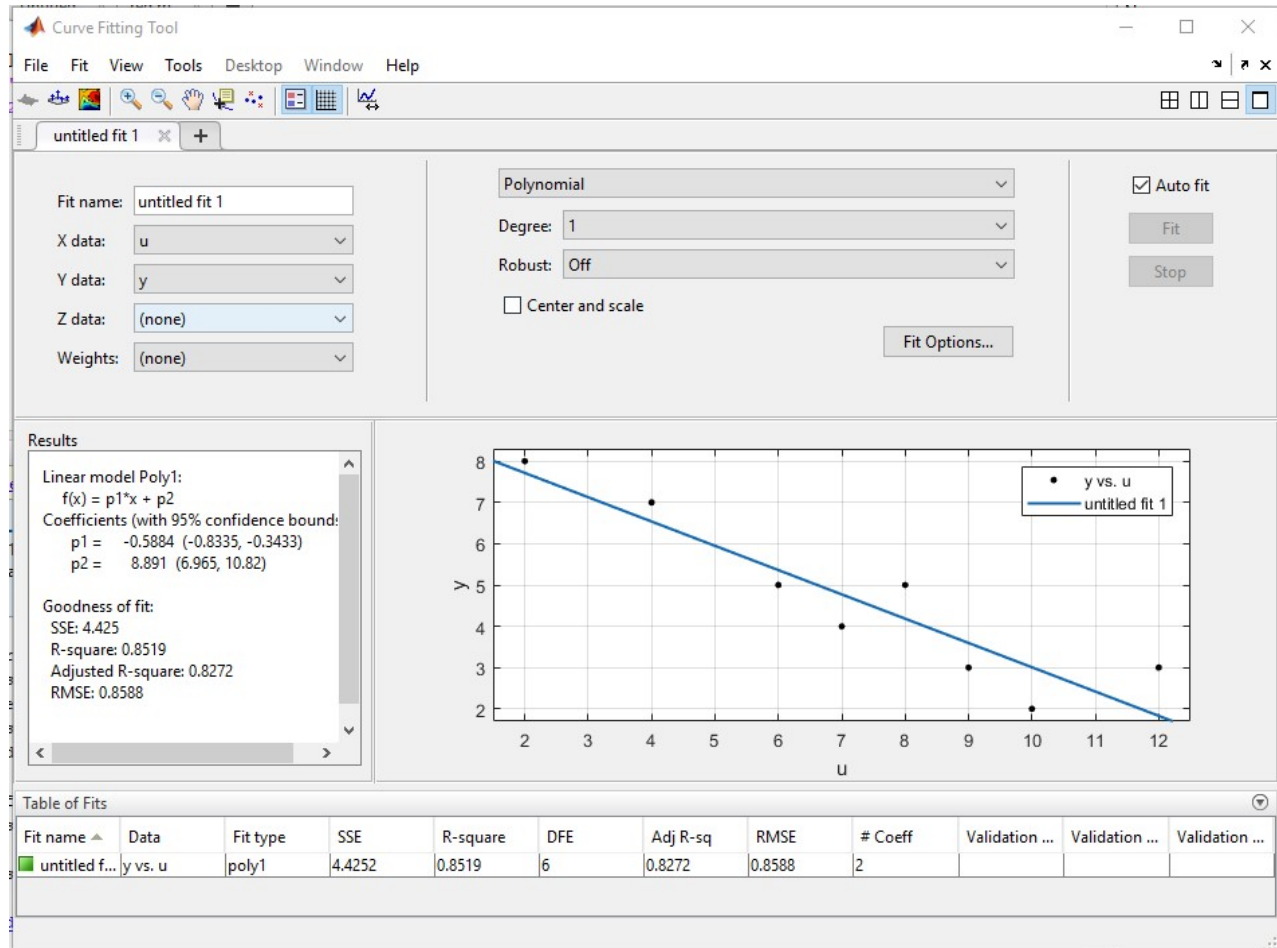 Curve Fitting Tool
File Fit View Tools Desktop Window Help
untitled fit 1
Fit name: untitled fit 1
X data: u
Y data: y
Z data: (none)
Weights: (none)
Polynomial
Degree: 1
Robust: Off
Center and scale
Fit Options...
Auto fit
Fit
Stop
Results
Linear model Poly1:
f(x) = p1*x + p2
Coefficients (with 95% confidence bounds
p1 = -0.5884 (-0.8335, -0.3433)
p2 = 8.891 (6.965, 10.82)
Goodness of fit:
SSE: 4.425
R-square: 0.8519
Adjusted R-square: 0.8272
RMSE: 0.8588
8
7
6
5
4
3
2
y
2 3 4 5 6 7 8 9 10 11 12
u
y vs. u
untitled fit 1
Table of Fits
Fit name Data Fit type SSE R-square DFE Adj R-sq RMSE # Coeff Validation ... Validation ... Validation ...
untitled f... y vs. u poly1 4.4252 0.8519 6 0.8272 0.8588 2